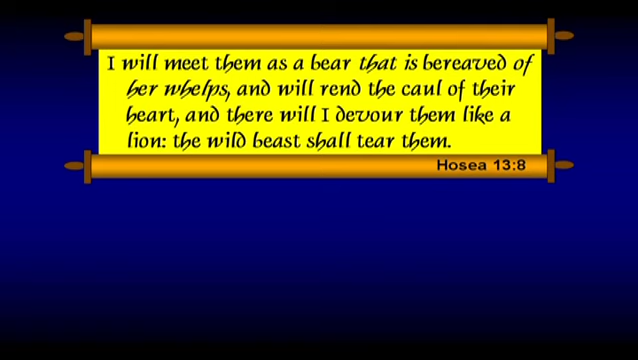 I will meet them as a bear that is bereaved of
her whelps, and will rend the caul of their
heart, and there will I devour them like a
lion: the wild beast shall tear them.
Hosea 13:8